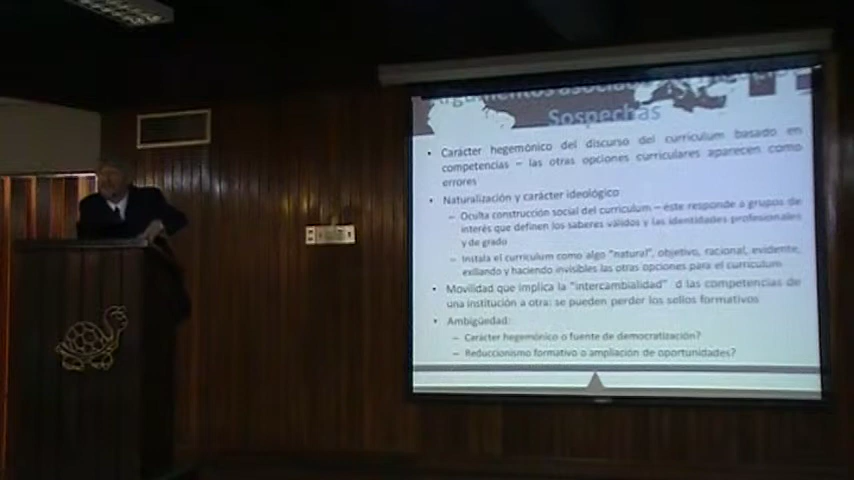 Argumentos
Sospechas
• Carácter hegemónico del discurso del curriculum basado en
competencias – las otras opciones curriculares aparecen como
errores
• Naturalización y carácter ideológico
– Oculta construcción social del curriculum – este responde a grupos de
interés que definen los saberes válidos y las identidades profesionales
y de grado
– Instala el curriculum como algo "natural", objetivo, racional, evidente,
exiliando y haciendo invisibles las otras opciones para el curriculum
• Movilidad que implica la "intercambialidad" d las competencias de
una institución a otra: se pueden perder los sellos formativos
• Ambigüedad:
– Carácter hegemónico o fuente de democratización?
– Reduccionismo formativo o ampliación de oportunidades?